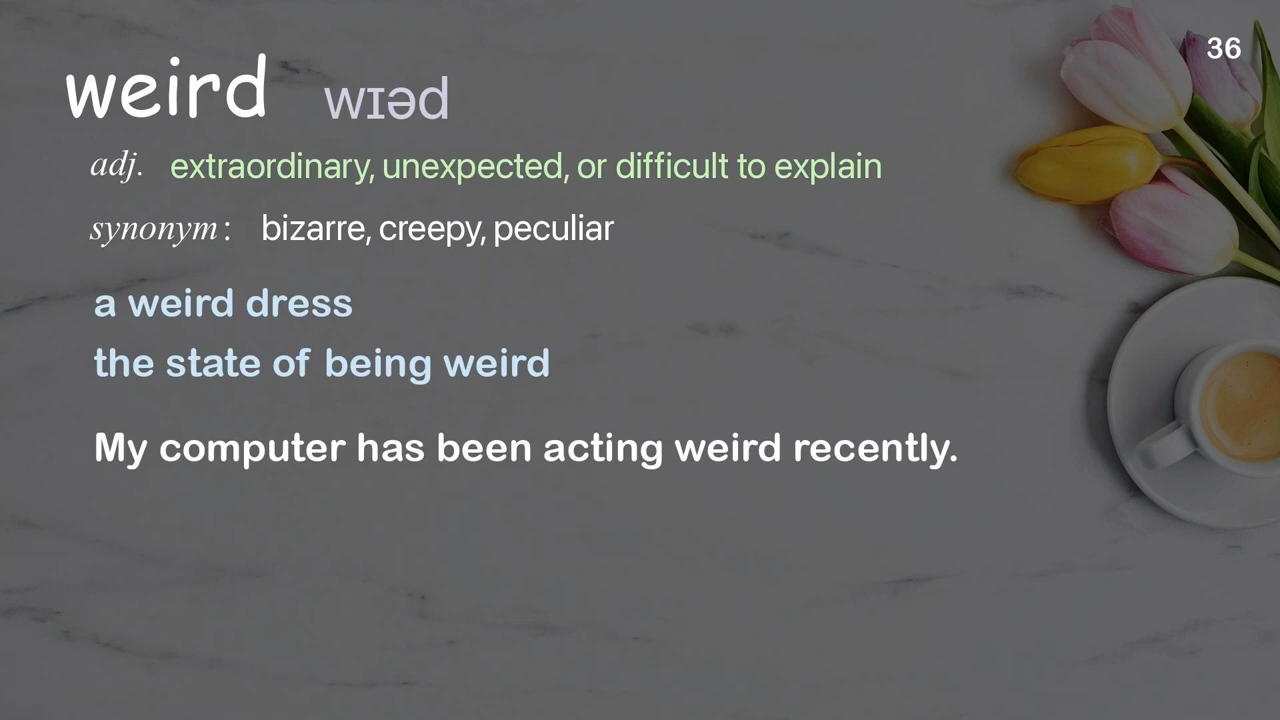 36
weird wɪəd
adj. extraordinary, unexpected, or difficult to explain
synonym: bizarre, creepy, peculiar
a weird dress
the state of being weird
My computer has been acting weird recently.